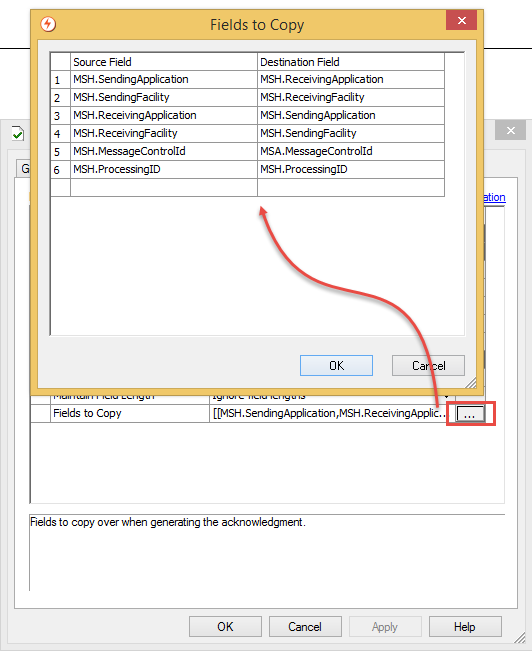 Fields to Copy
Source Field Destination Field
1 MSH.SendingApplication MSH.ReceivingApplication
2 MSH.SendingFacility MSH.ReceivingFacility
3 MSH.ReceivingApplication MSH.SendingApplication
4 MSH.ReceivingFacility MSH.SendingFacility
5 MSH.MessageControlId MSA.MessageControlId
6 MSH.ProcessingID MSH.ProcessingID
OK Cancel
G
ation
Maintain Field Length Ignore field lengths
Fields to Copy [[MSH.SendingApplication,MSH.ReceivingApplic... ...
Fields to copy over when generating the acknowledgment.
OK Cancel Apply Help